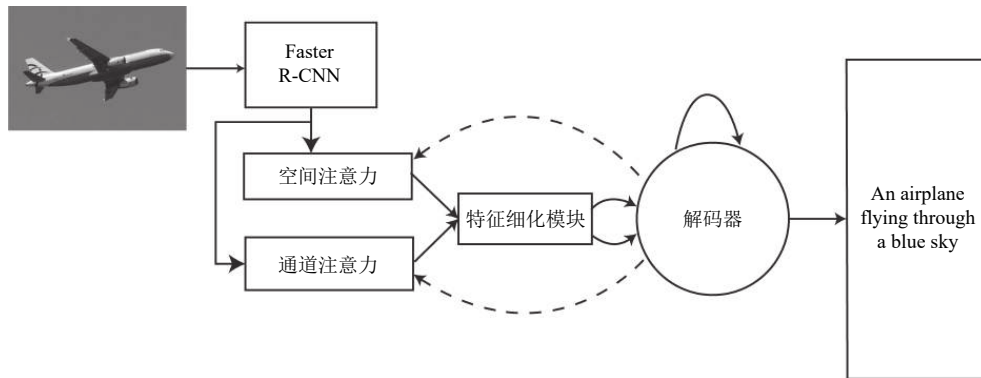 Faster
R-CNN
空间注意力
通道注意力
特征细化模块
解码器
An airplane
flying through
a blue sky